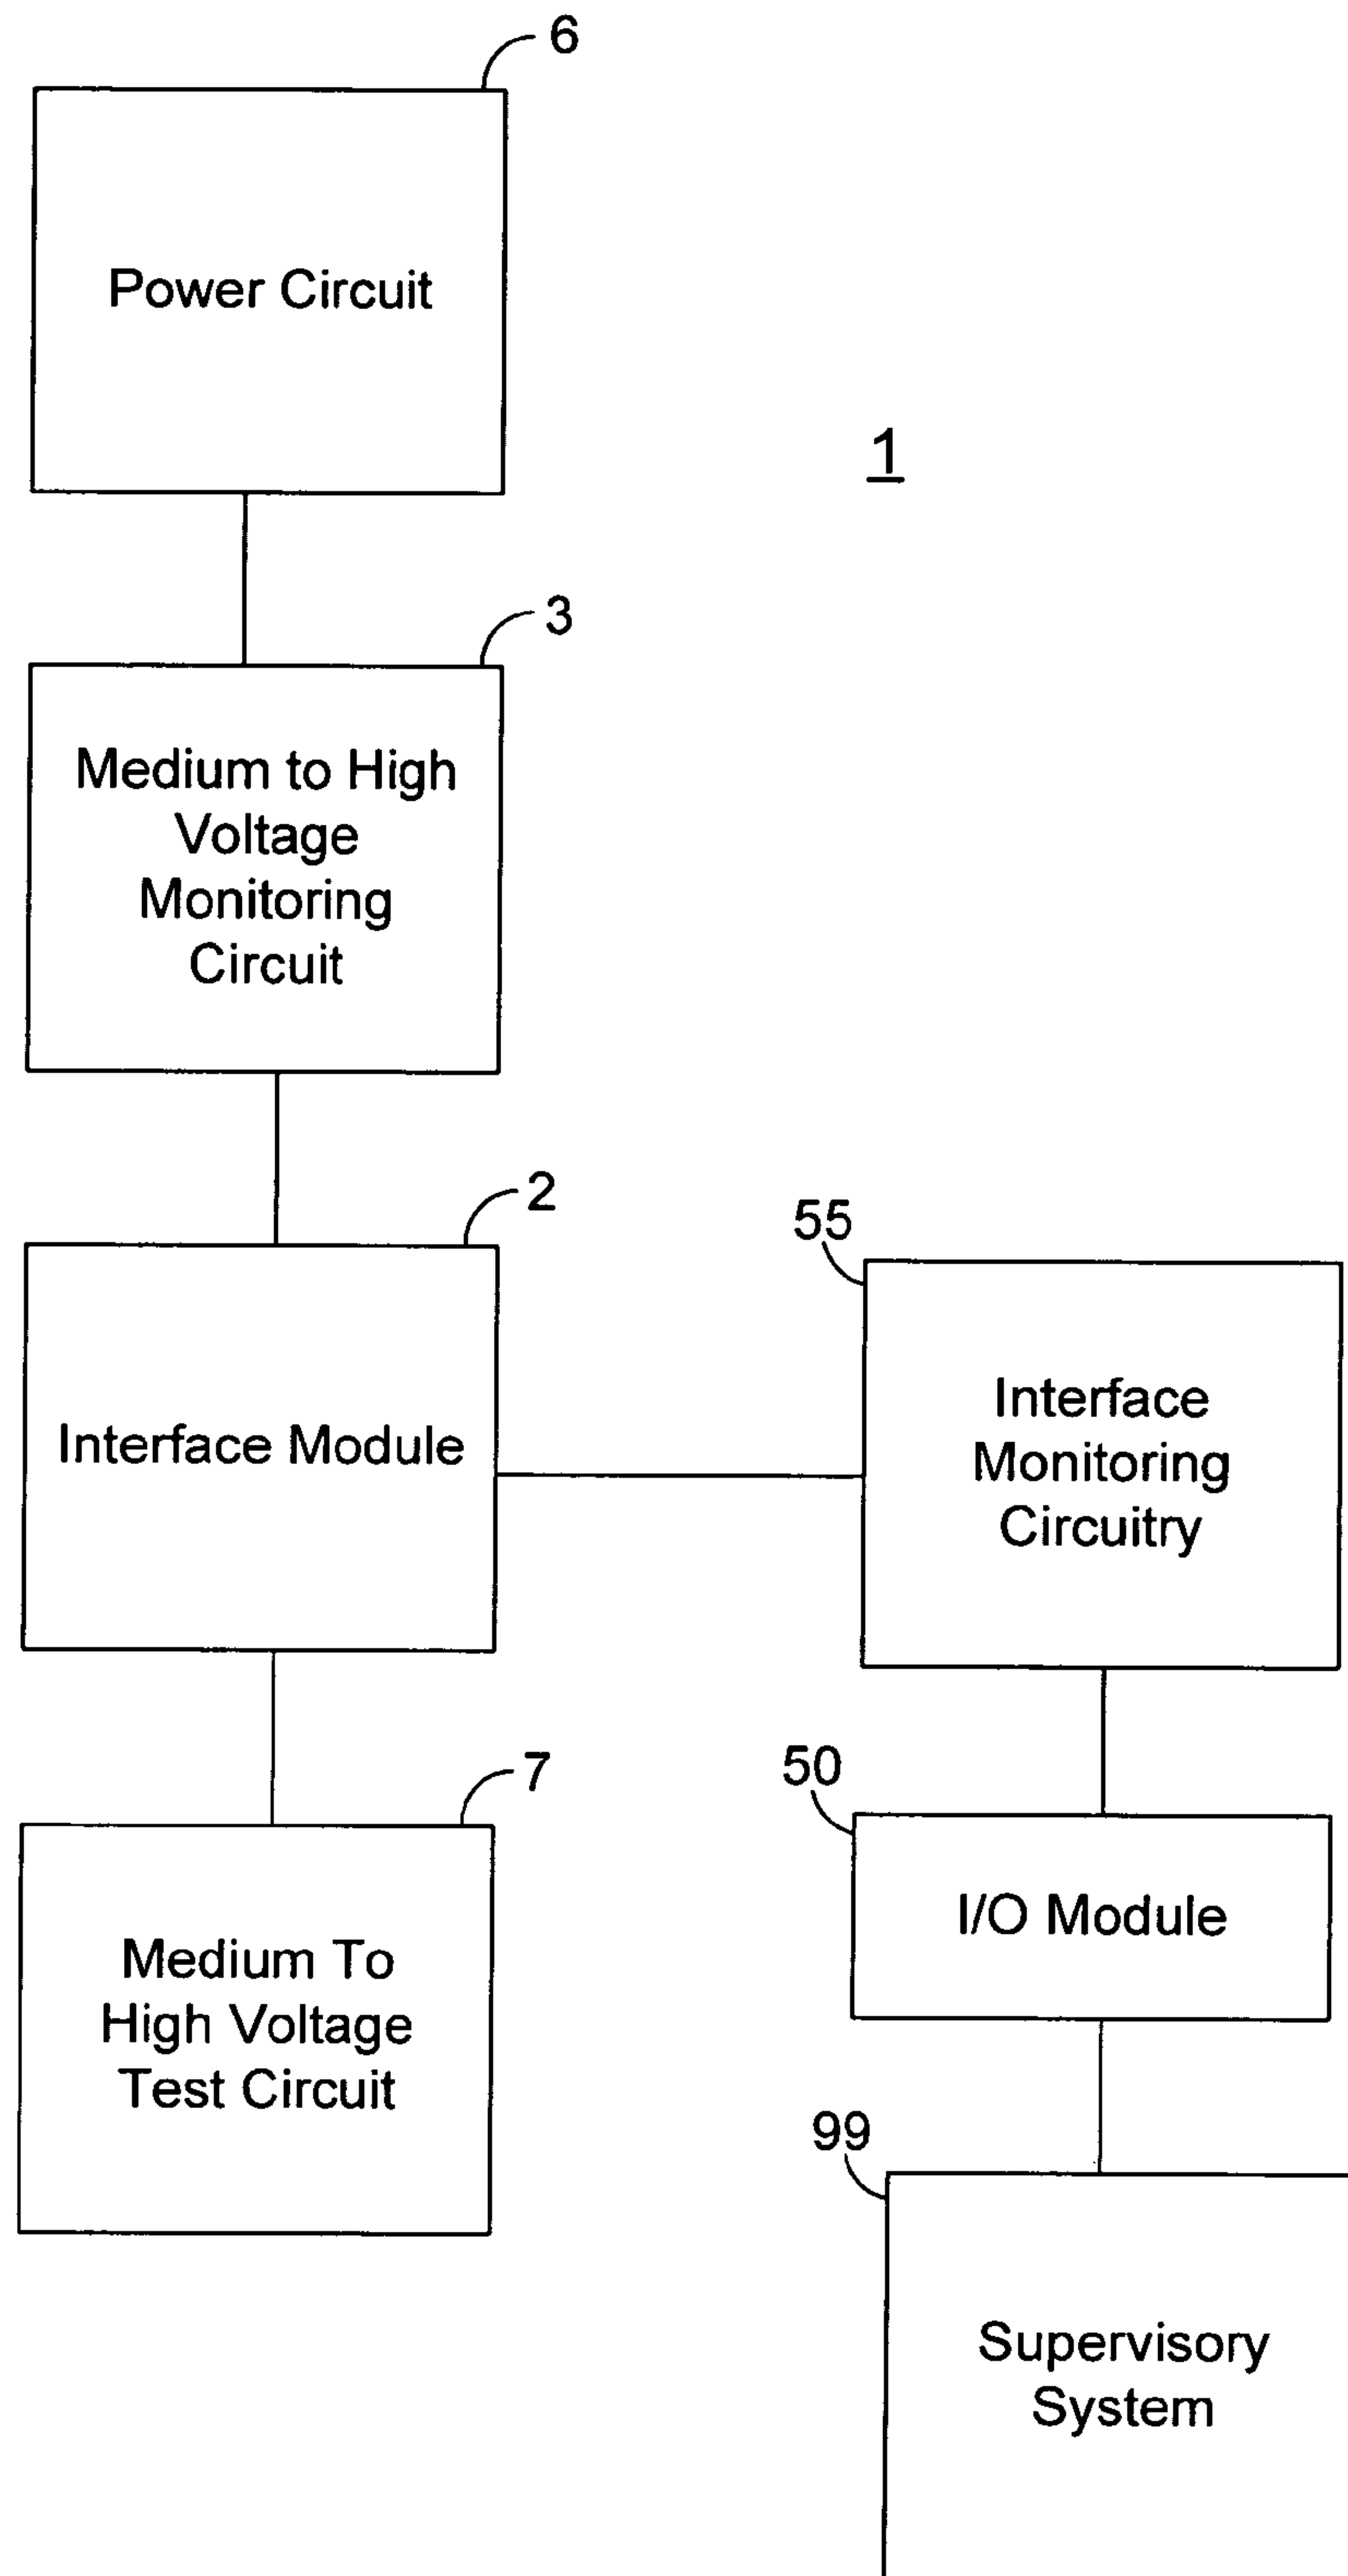 6
Power Circuit
1
3
Medium to High
Voltage
Monitoring
Circuit
2
Interface Module
55
Interface
Monitoring
Circuitry
7
Medium To
High Voltage
Test Circuit
50
I/O Module
99
Supervisory
System